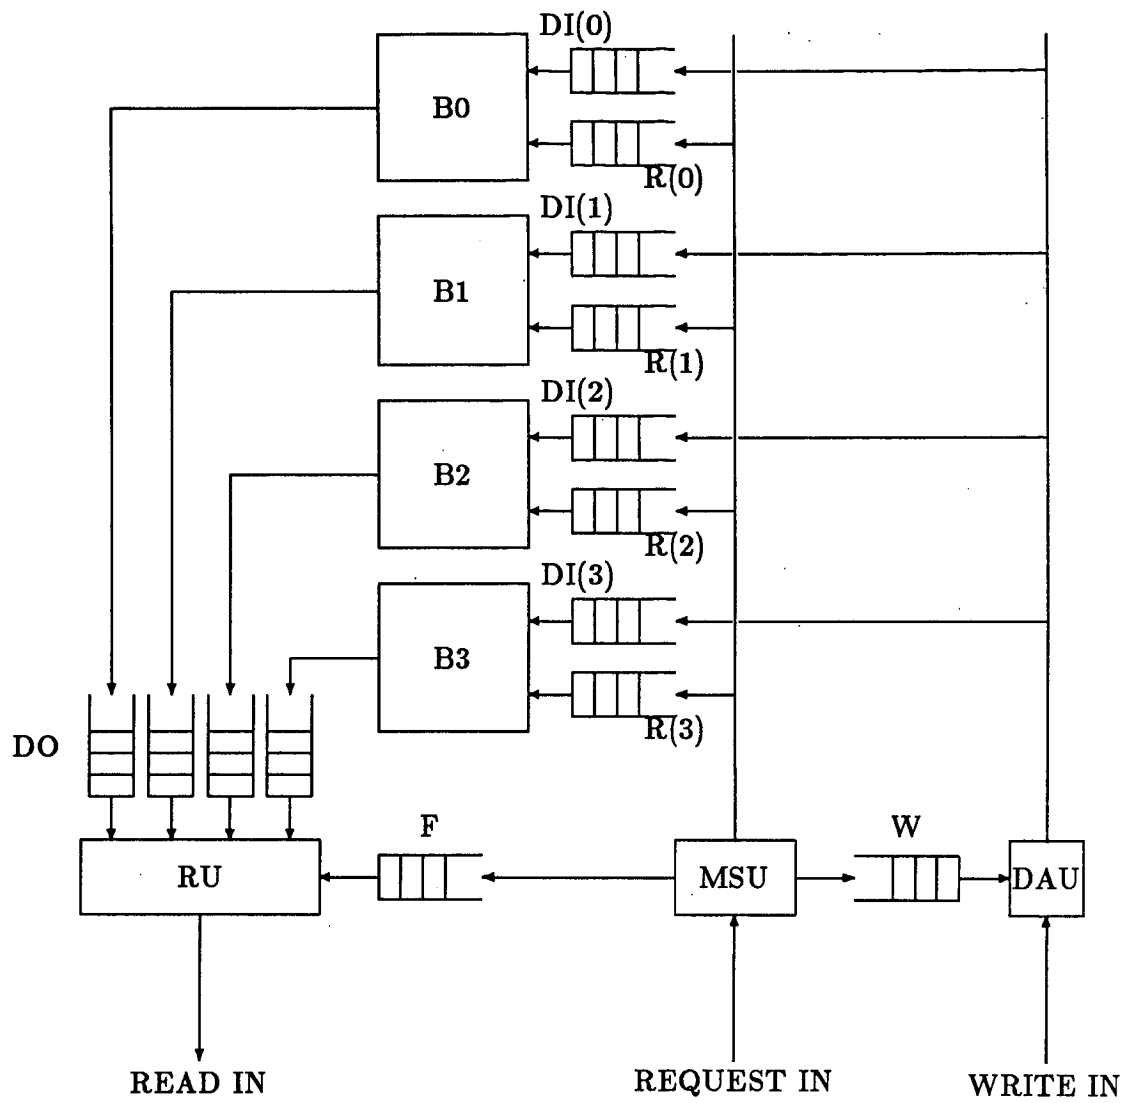 DI(0)
B0
R(0)
DI(1)
B1
R(1)
DI(2)
B2
R(2)
DI(3)
B3
R(3)
DO
F
W
RU
MSU
DAU
READ IN
REQUEST IN
WRITE IN